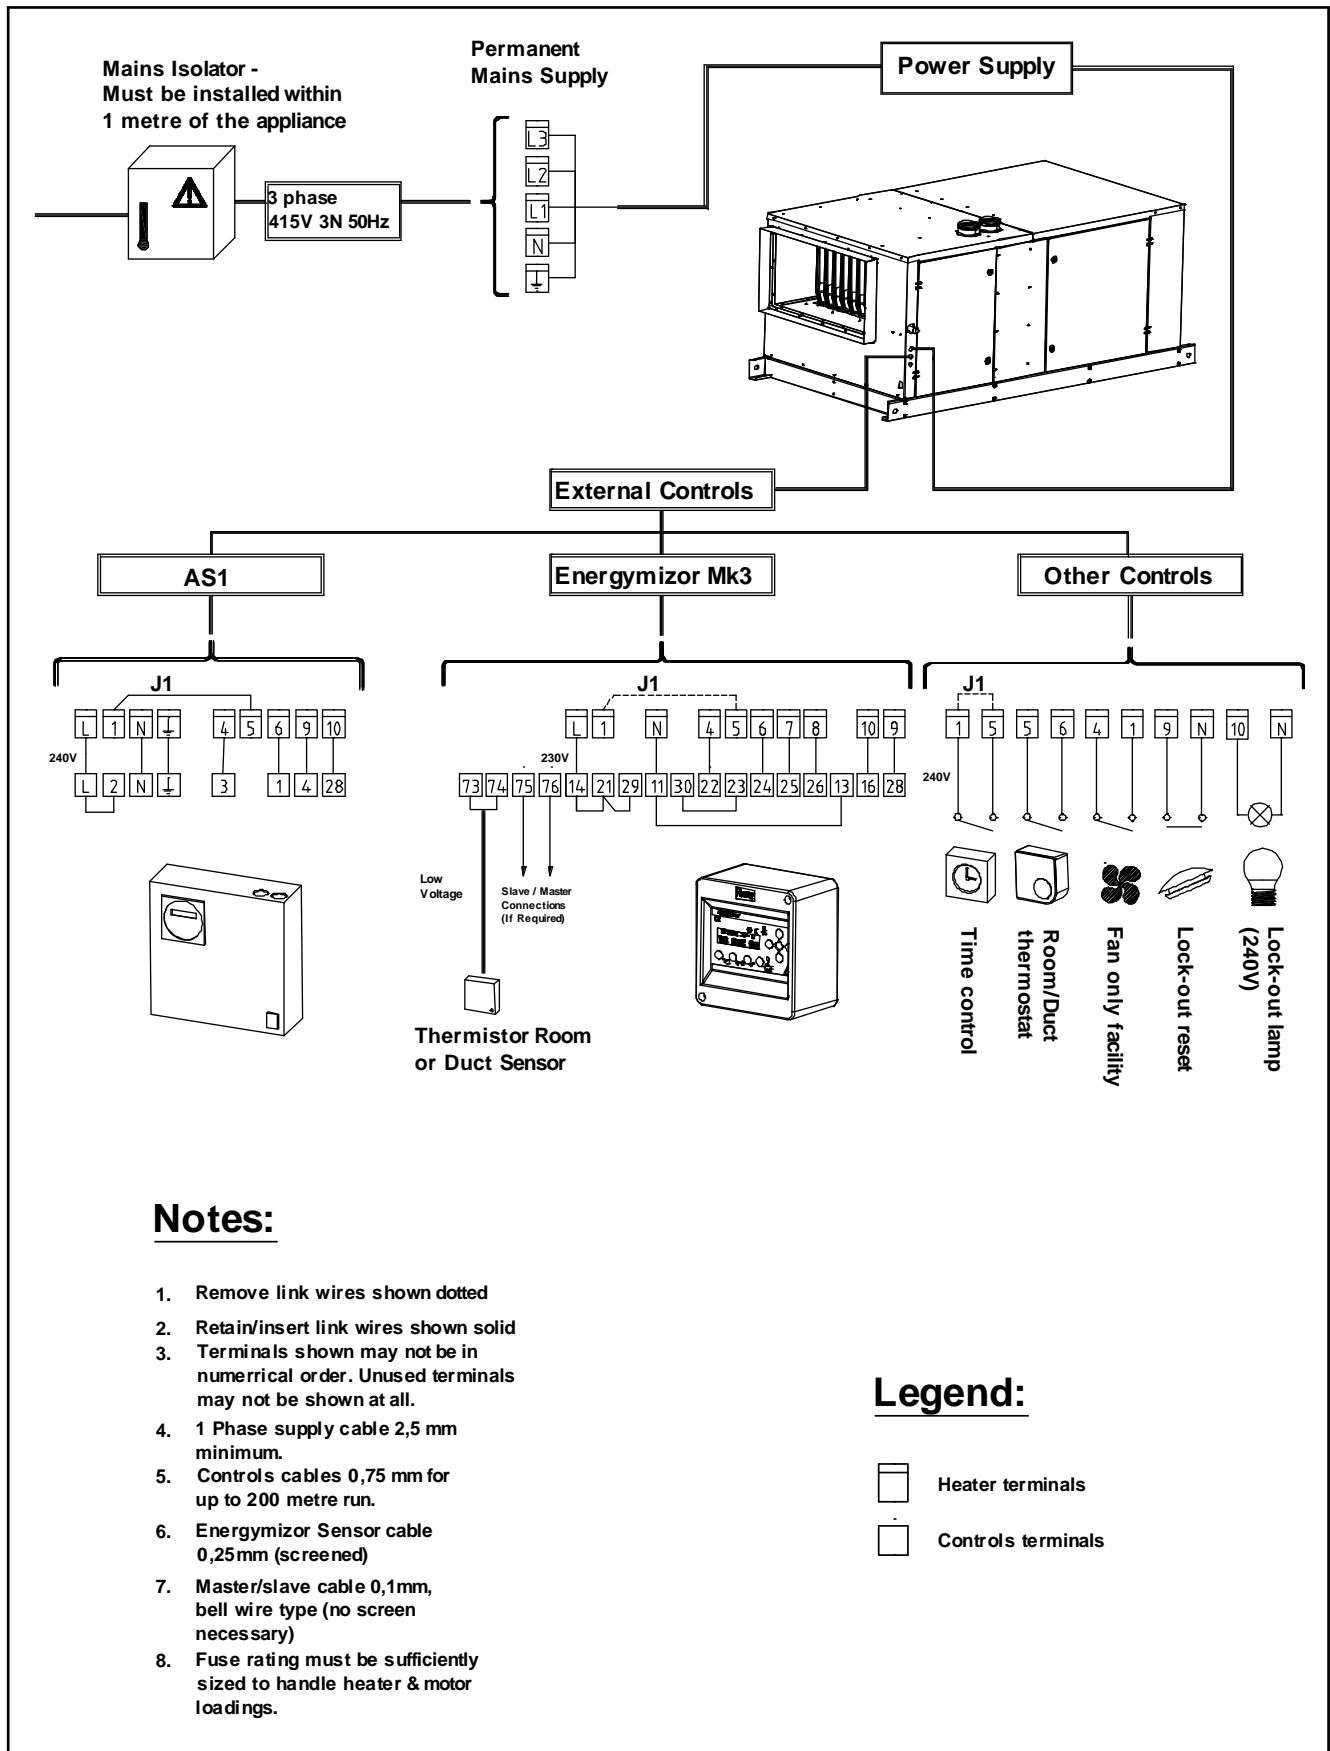 Mains Isolator -
Must be installed within
1 metre of the appliance
Permanent
Mains Supply
Power Supply
3 phase
415V 3N 50Hz
L3
L2
L1
N
External Controls
AS1
Energymizor Mk3
Other Controls
J1
L 1 N 4 5 6 9 10
240V
L 2 N 3 1 4 28
J1
L 1 N 4 5 6 7 8 10 9
230V
73 74 75 76 14 21 29 11 30 22 23 24 25 26 13 16 28
Low
Voltage
Slave / Master
Connections
(If Required)
Thermistor Room
or Duct Sensor
J1
1 5 5 6 4 1 9 N 10 N
240V
Time control
Room/Duct
thermostat
Fan only facility
Lock-out reset
Lock-out lamp
(240V)
Notes:
1. Remove link wires shown dotted
2. Retain/insert link wires shown solid
3. Terminals shown may not be in
numerrical order. Unused terminals
may not be shown at all.
4. 1 Phase supply cable 2,5 mm
minimum.
5. Controls cables 0,75 mm for
up to 200 metre run.
6. Energymizor Sensor cable
0,25mm (screened)
7. Master/slave cable 0,1mm,
bell wire type (no screen
necessary)
8. Fuse rating must be sufficiently
sized to handle heater & motor
loadings.
Legend:
Heater terminals
Controls terminals